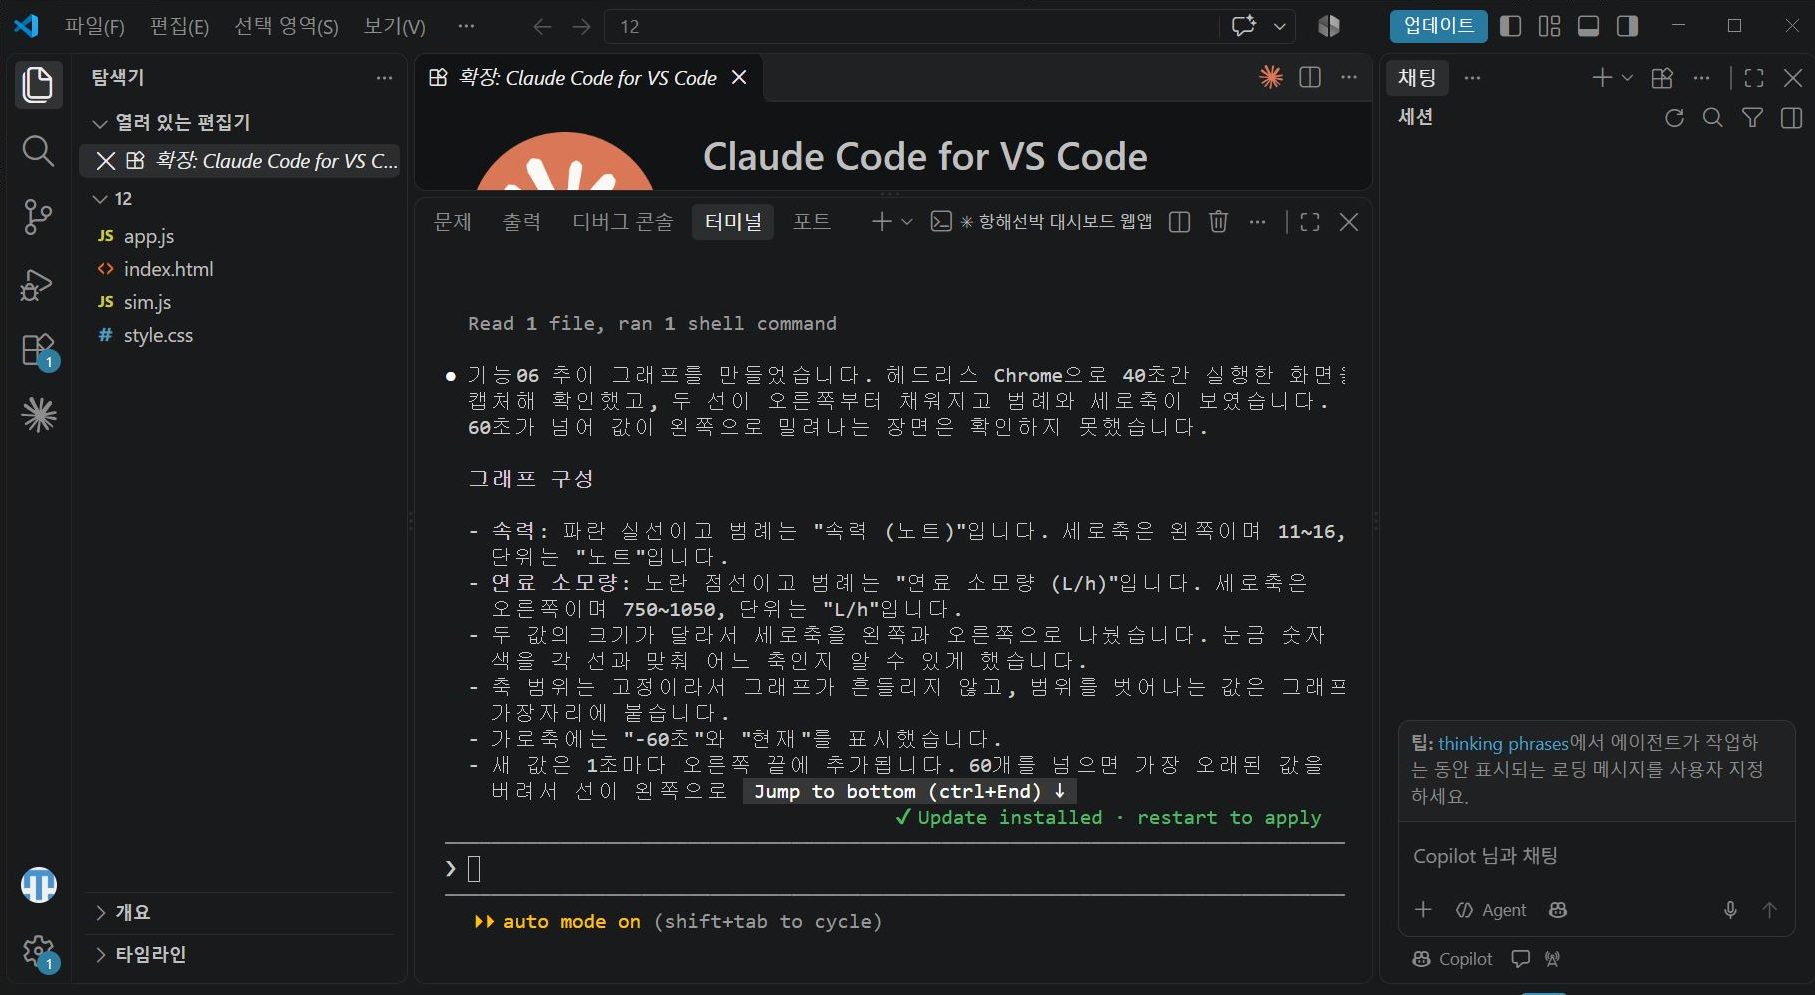 파일(F) 편집(E) 선택 영역(S) 보기(V) ··· 12 업데이트
탐색기
열려 있는 편집기
확장: Claude Code for VS C...
12
JS app.js
<> index.html
JS sim.js
# style.css
개요
타임라인
1
1
확장: Claude Code for VS Code
Claude Code for VS Code
문제 출력 디버그 콘솔 터미널 포트 항해선박 대시보드 웹앱
Read 1 file, ran 1 shell command
● 기능06 추이 그래프를 만들었습니다. 헤드리스 Chrome으로 40초간 실행한 화면을
캡처해 확인했고, 두 선이 오른쪽부터 채워지고 범례와 세로축이 보였습니다.
60초가 넘어 값이 왼쪽으로 밀려나는 장면은 확인하지 못했습니다.
그래프 구성
- 속력: 파란 실선이고 범례는 "속력 (노트)"입니다. 세로축은 왼쪽이며 11~16,
단위는 "노트"입니다.
- 연료 소모량: 노란 점선이고 범례는 "연료 소모량 (L/h)"입니다. 세로축은
오른쪽이며 750~1050, 단위는 "L/h"입니다.
- 두 값의 크기가 달라서 세로축을 왼쪽과 오른쪽으로 나눴습니다. 눈금 숫자
색을 각 선과 맞춰 어느 축인지 알 수 있게 했습니다.
- 축 범위는 고정이라서 그래프가 흔들리지 않고, 범위를 벗어나는 값은 그래프
가장자리에 붙습니다.
- 가로축에는 "-60초"와 "현재"를 표시했습니다.
- 새 값은 1초마다 오른쪽 끝에 추가됩니다. 60개를 넘으면 가장 오래된 값을
버려서 선이 왼쪽으로 Jump to bottom (ctrl+End) ↓
✓ Update installed · restart to apply
❯
⏵⏵ auto mode on (shift+tab to cycle)
채팅
세션
팁: thinking phrases에서 에이전트가 작업하
는 동안 표시되는 로딩 메시지를 사용자 지정
하세요.
Copilot 님과 채팅
Agent
Copilot